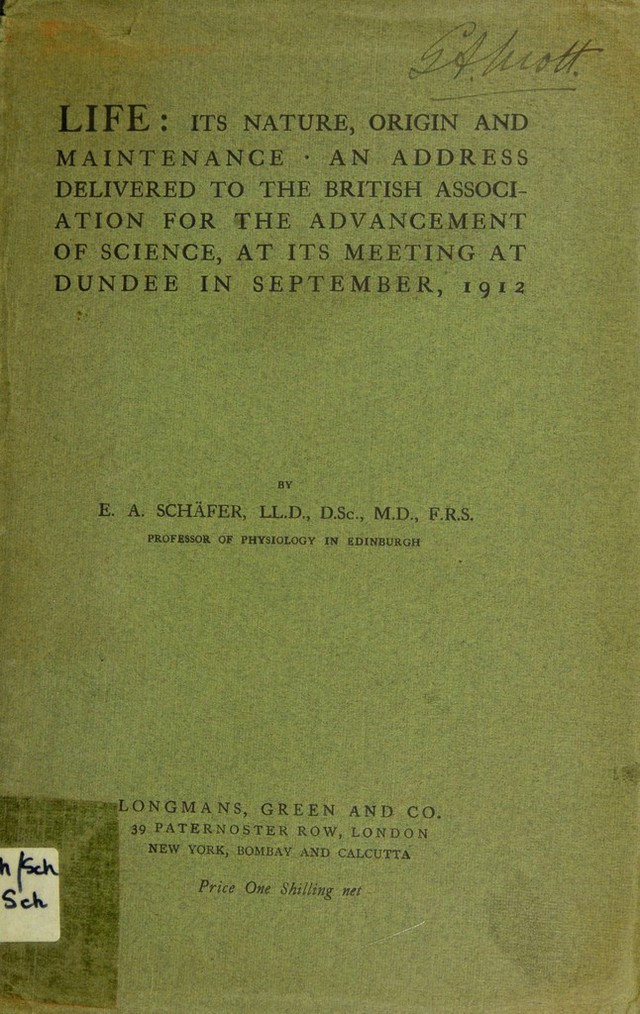 LIFE: ITS NATURE, ORIGIN AND
MAINTENANCE · AN ADDRESS
DELIVERED TO THE BRITISH ASSOCI-
ATION FOR THE ADVANCEMENT
OF SCIENCE, AT ITS MEETING AT
DUNDEE IN SEPTEMBER, 1912
BY
E. A. SCHÄFER, LL.D., D.Sc., M.D., F.R.S.
PROFESSOR OF PHYSIOLOGY IN EDINBURGH
LONGMANS, GREEN AND CO.
39 PATERNOSTER ROW, LONDON
NEW YORK, BOMBAY AND CALCUTTA
Price One Shilling net
h/Sch
Sch